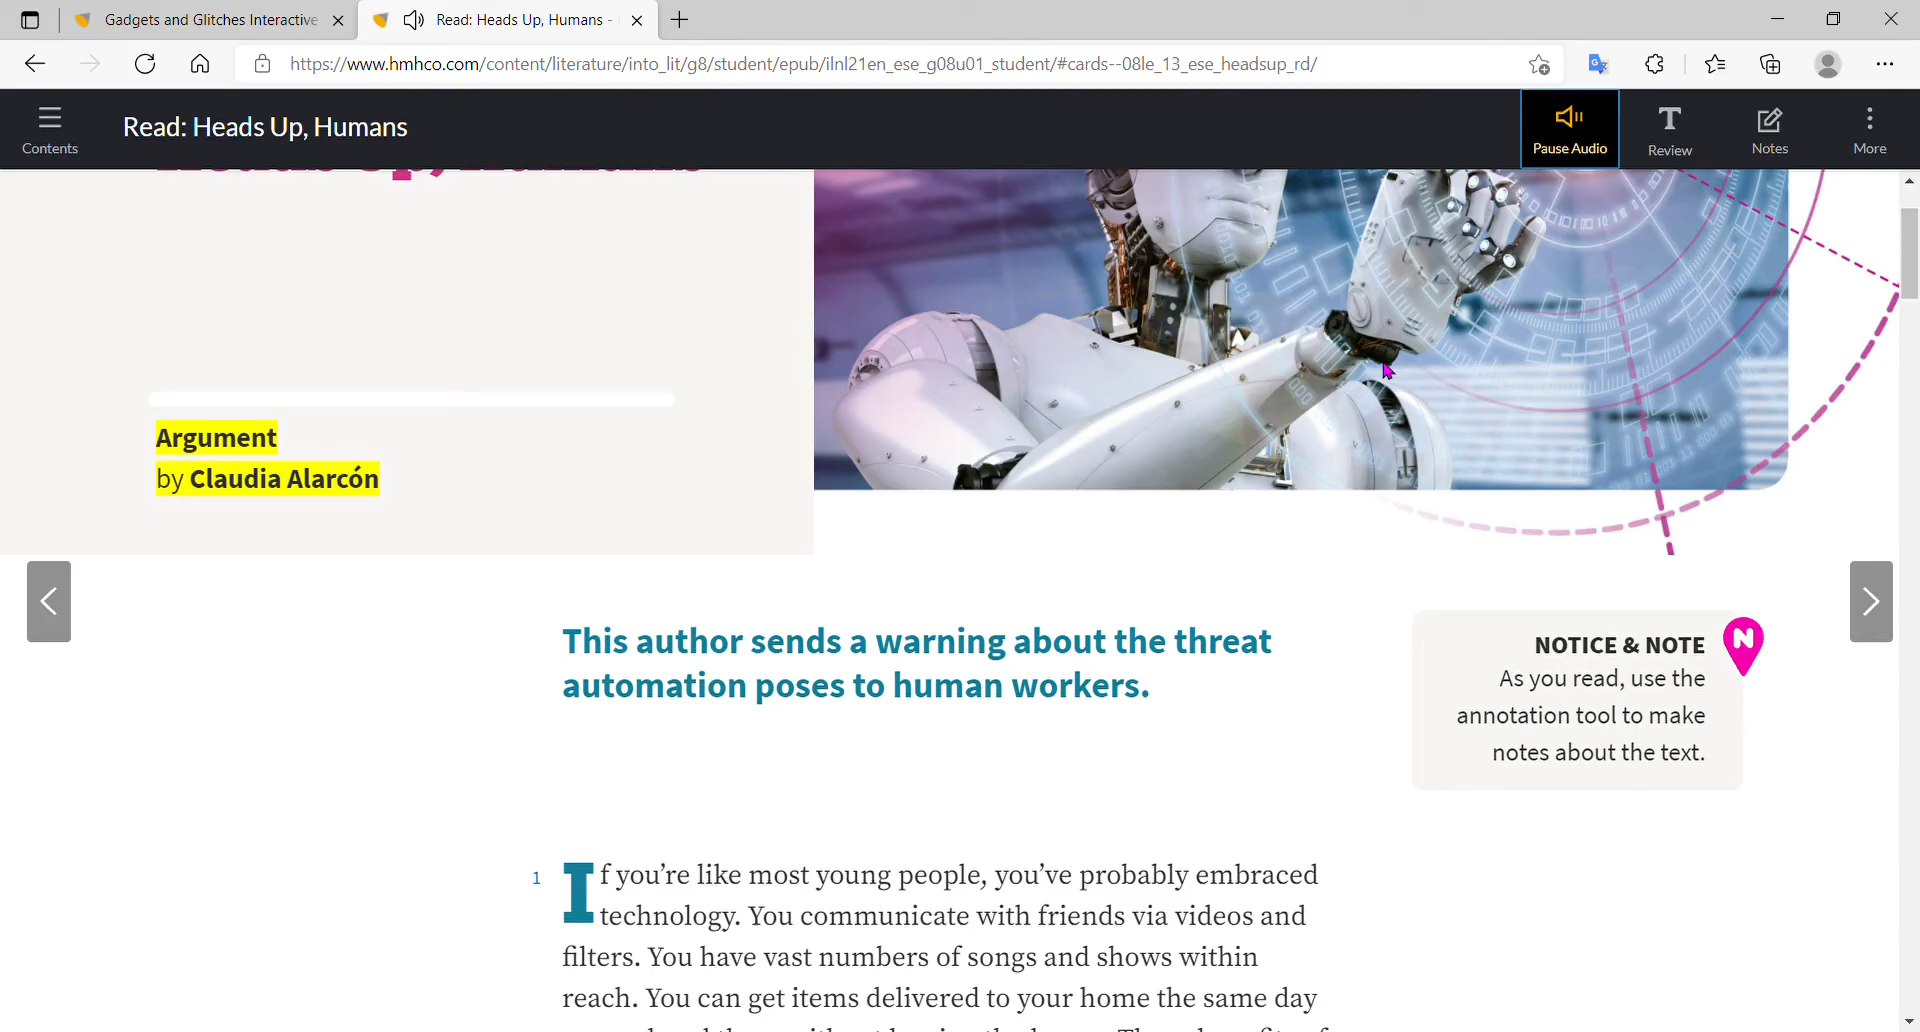 Gadgets and Glitches Interactive
Read: Heads Up, Humans -
https://www.hmhco.com/content/literature/into_lit/g8/student/epub/ilnl21en_ese_g08u01_student/#cards--08le_13_ese_headsup_rd/
Contents
Read: Heads Up, Humans
Pause Audio
Review
Notes
More
Argument
by Claudia Alarcón
This author sends a warning about the threat
automation poses to human workers.
NOTICE & NOTE
As you read, use the
annotation tool to make
notes about the text.
1
If you’re like most young people, you’ve probably embraced
technology. You communicate with friends via videos and
filters. You have vast numbers of songs and shows within
reach. You can get items delivered to your home the same day